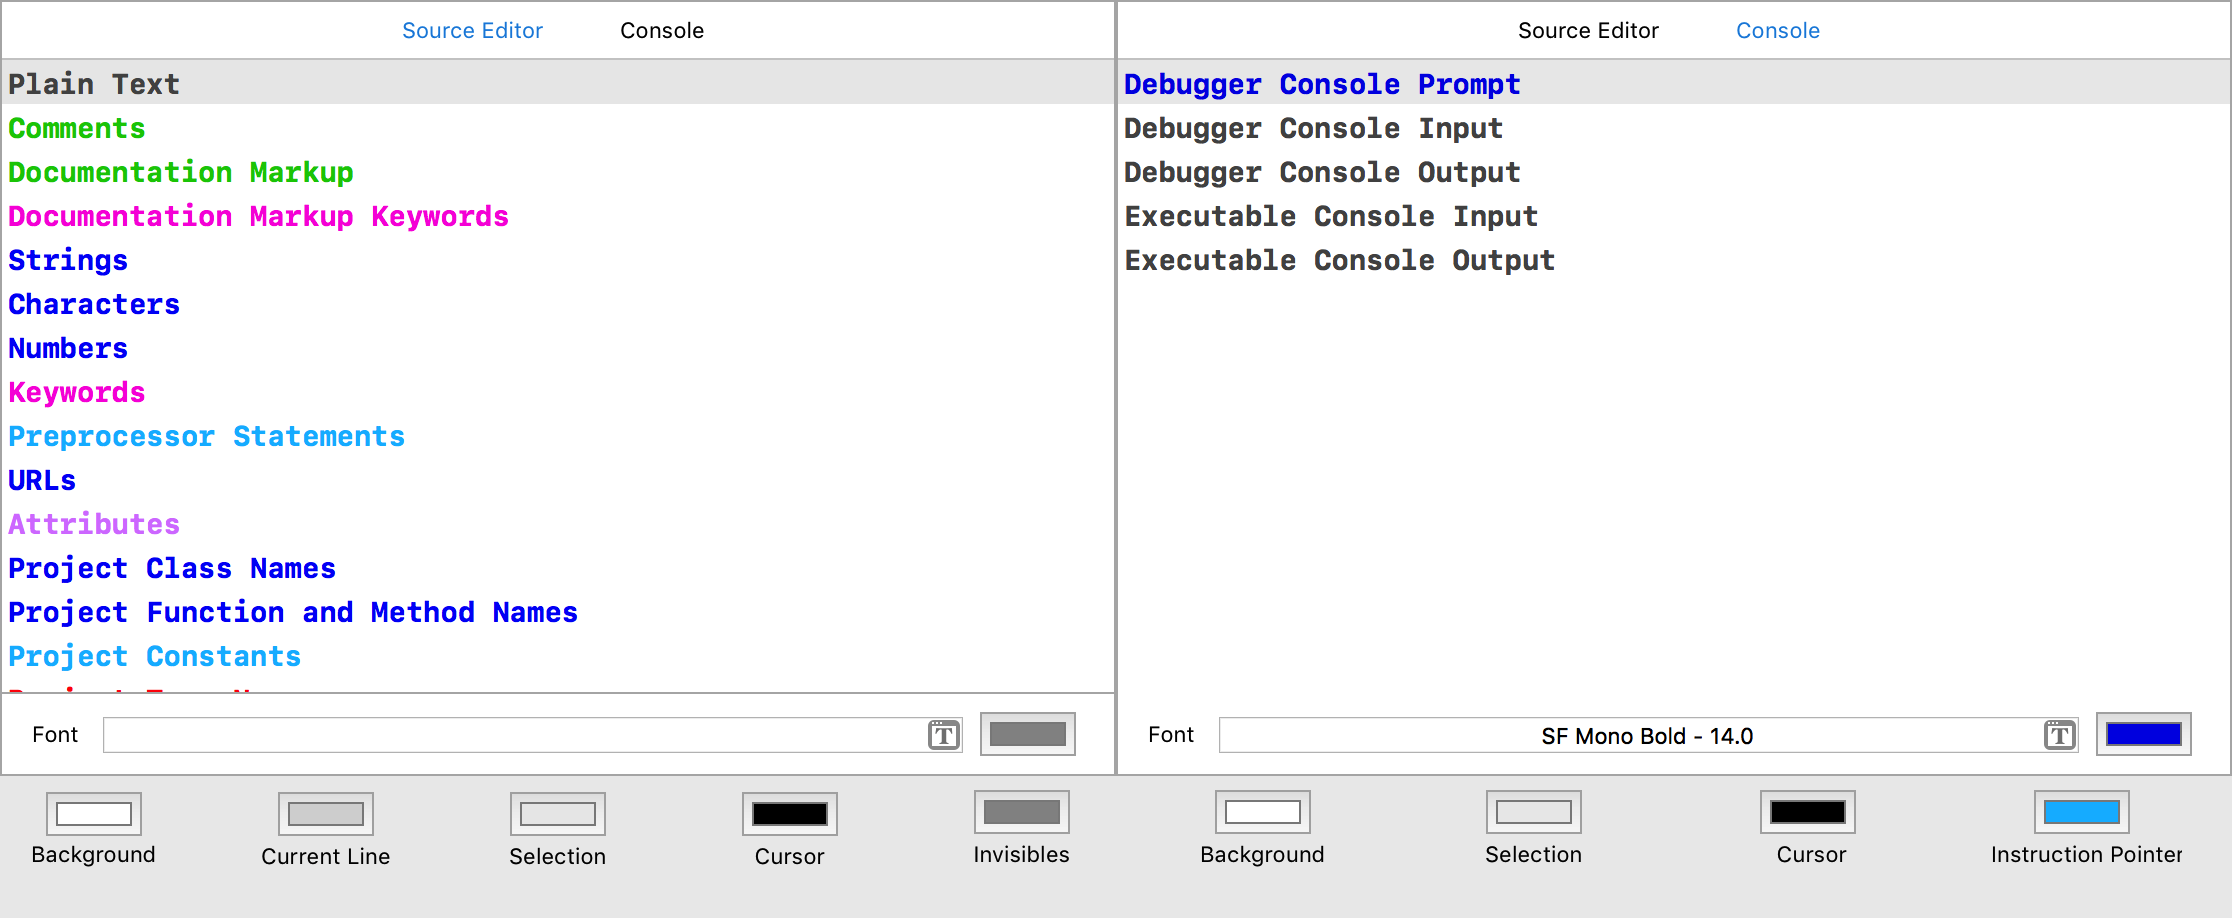 Source Editor Console
Plain Text
Comments
Documentation Markup
Documentation Markup Keywords
Strings
Characters
Numbers
Keywords
Preprocessor Statements
URLs
Attributes
Project Class Names
Project Function and Method Names
Project Constants
Font
Background Current Line Selection Cursor Invisibles
Source Editor Console
Debugger Console Prompt
Debugger Console Input
Debugger Console Output
Executable Console Input
Executable Console Output
Font SF Mono Bold - 14.0
Background Selection Cursor Instruction Pointer